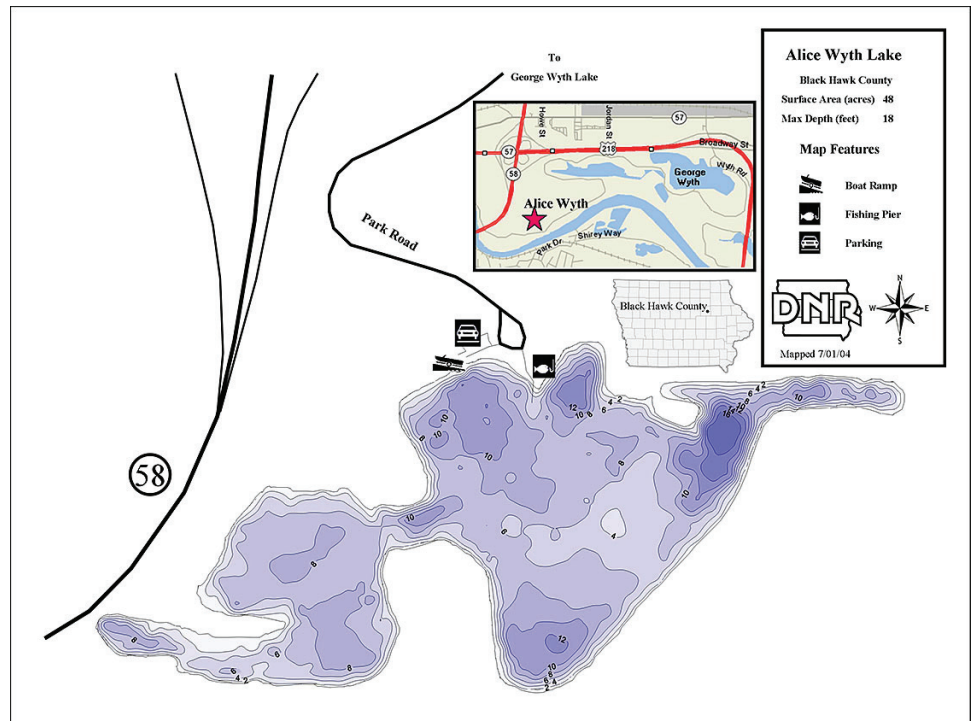 To
George Wyth Lake
Park Road
58
Alice Wyth Lake
Black Hawk County
Surface Area (acres) 48
Max Depth (feet) 18
Map Features
Boat Ramp
Fishing Pier
Parking
DNR
N
W E
S
Mapped 7/01/04
Howe St
Jordan St
57
57
218
Broadway St
58
George
Wyth
Wyth Rd
Alice Wyth
Shirey Way
Park Dr
Black Hawk County
12
10
8
6
4
2
8
10
10
10
10
8
6
4
10
10
8
6
4
2
10
8
8
8
6
6
4
2
6
12
10
8
6
2
4